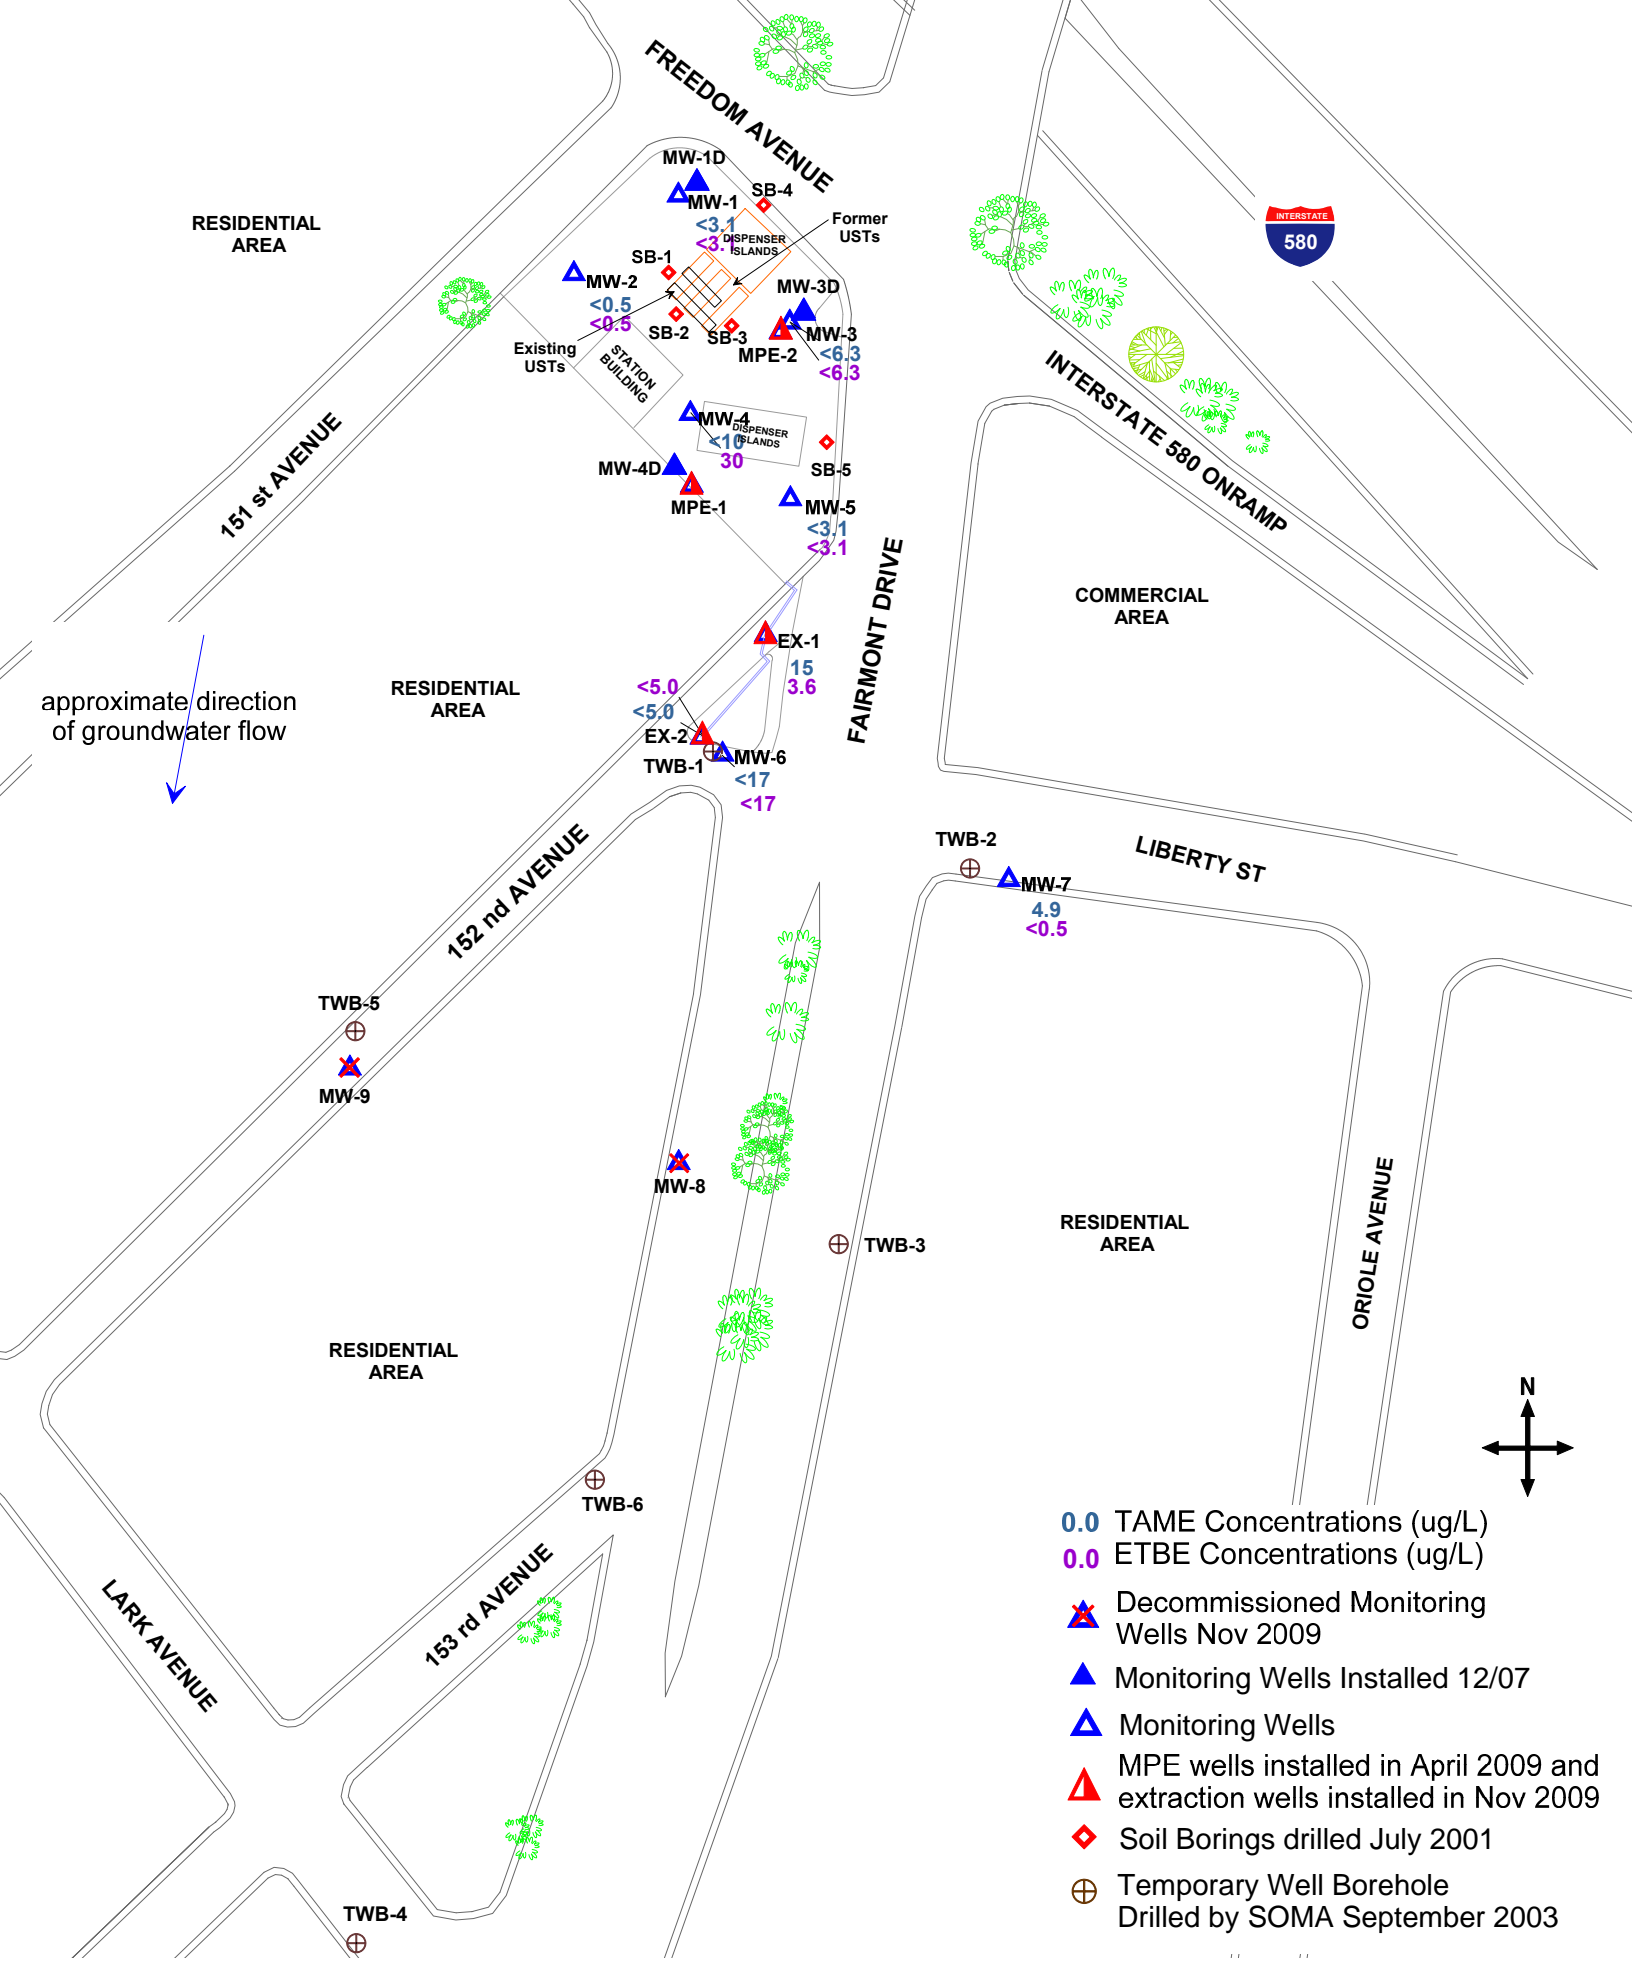 FREEDOM AVENUE
MW-1D
SB-4
MW-1
<3.1
<3.1
DISPENSER
ISLANDS
Former
USTs
RESIDENTIAL
AREA
INTERSTATE
580
SB-1
MW-2
<0.5
<0.5
MW-3D
SB-2
SB-3
MW-3
MPE-2
<6.3
<6.3
Existing
USTs
STATION
BUILDING
INTERSTATE 580 ONRAMP
MW-4
<10
30
DISPENSER
ISLANDS
MW-4D
SB-5
MPE-1
MW-5
<3.1
<3.1
151 st AVENUE
FAIRMONT DRIVE
COMMERCIAL
AREA
EX-1
15
3.6
RESIDENTIAL
AREA
approximate direction
of groundwater flow
<5.0
<5.0
EX-2
TWB-1
MW-6
<17
<17
TWB-2
LIBERTY ST
MW-7
4.9
<0.5
152 nd AVENUE
TWB-5
MW-9
MW-8
TWB-3
RESIDENTIAL
AREA
ORIOLE AVENUE
RESIDENTIAL
AREA
N
TWB-6
153 rd AVENUE
LARK AVENUE
TWB-4
0.0 TAME Concentrations (ug/L)
0.0 ETBE Concentrations (ug/L)
Decommissioned Monitoring
Wells Nov 2009
Monitoring Wells Installed 12/07
Monitoring Wells
MPE wells installed in April 2009 and
extraction wells installed in Nov 2009
Soil Borings drilled July 2001
Temporary Well Borehole
Drilled by SOMA September 2003